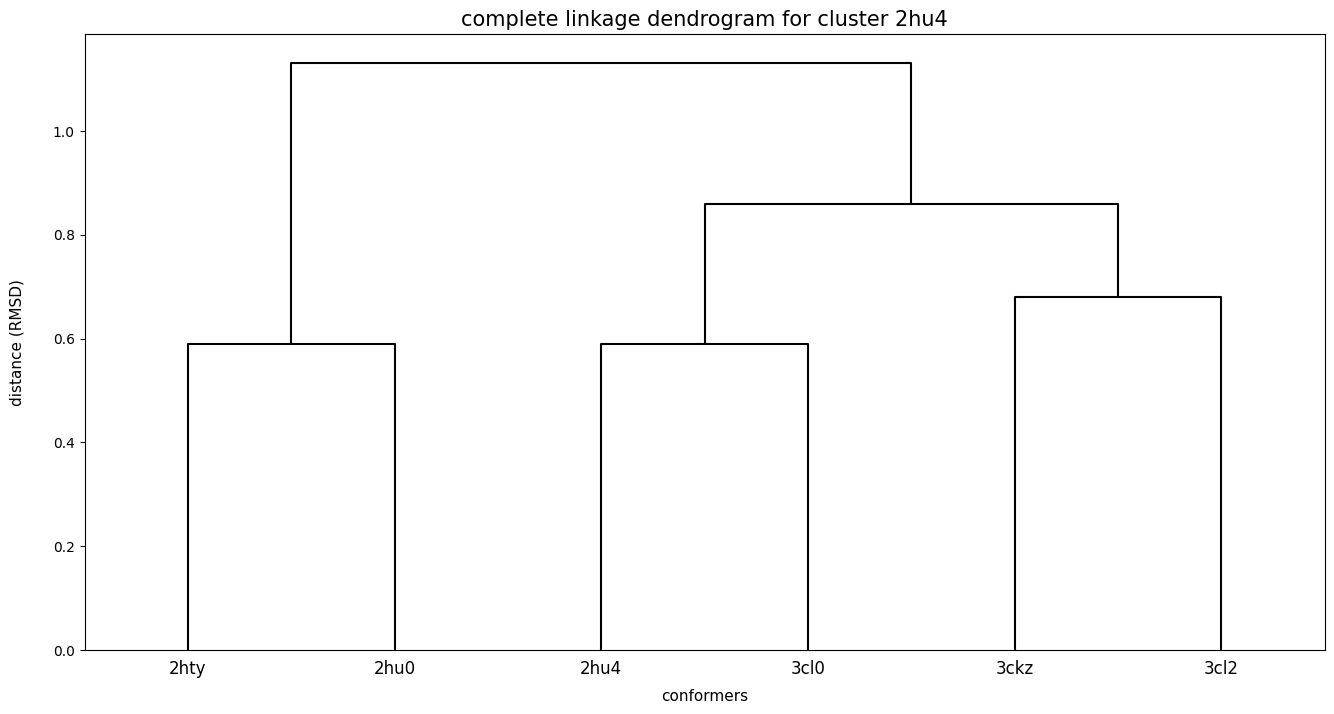 complete linkage dendrogram for cluster 2hu4
1.0
0.8
0.6
0.4
0.2
0.0
distance (RMSD)
2hty 2hu0 2hu4 3cl0 3ckz 3cl2
conformers